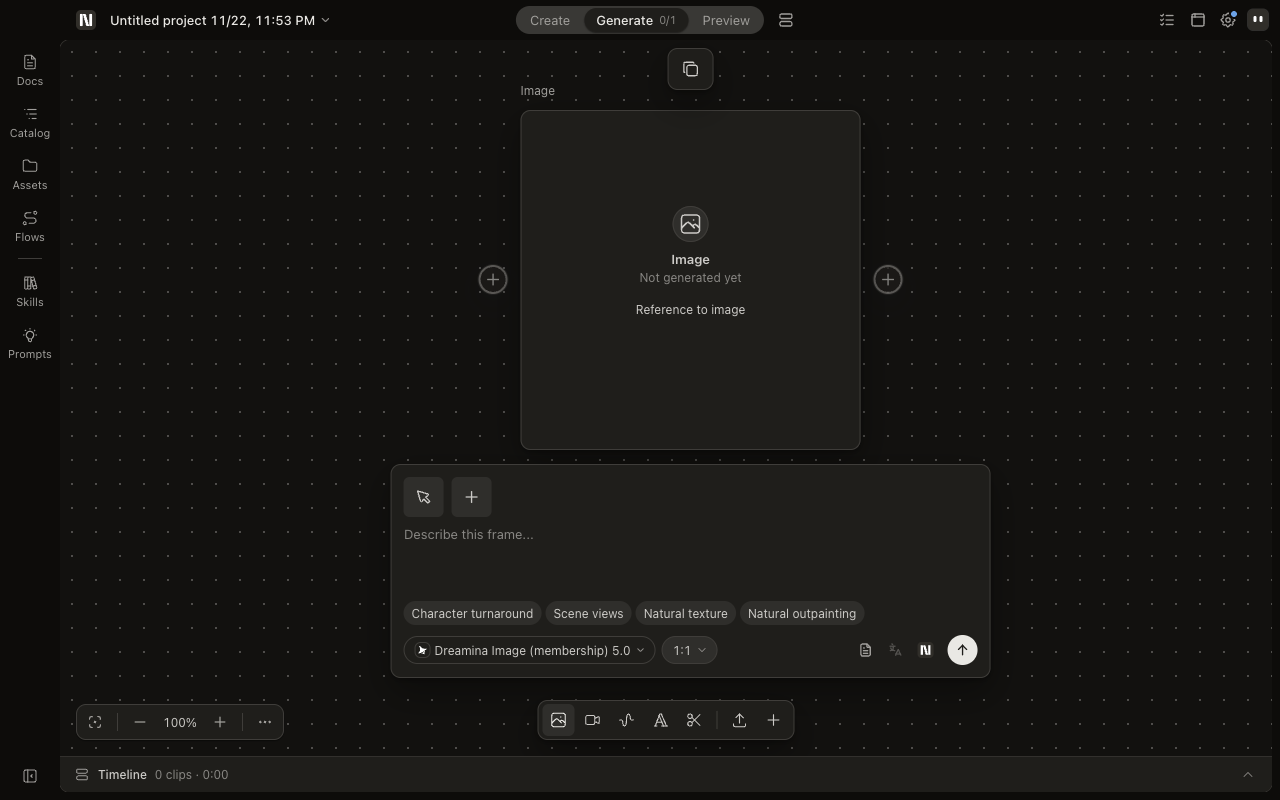 Untitled project 11/22, 11:53 PM
Create
Generate 0/1
Preview
Docs
Catalog
Assets
Flows
Skills
Prompts
Image
Image
Not generated yet
Reference to image
Describe this frame...
Character turnaround
Scene views
Natural texture
Natural outpainting
Dreamina Image (membership) 5.0
1:1
100%
Timeline 0 clips · 0:00